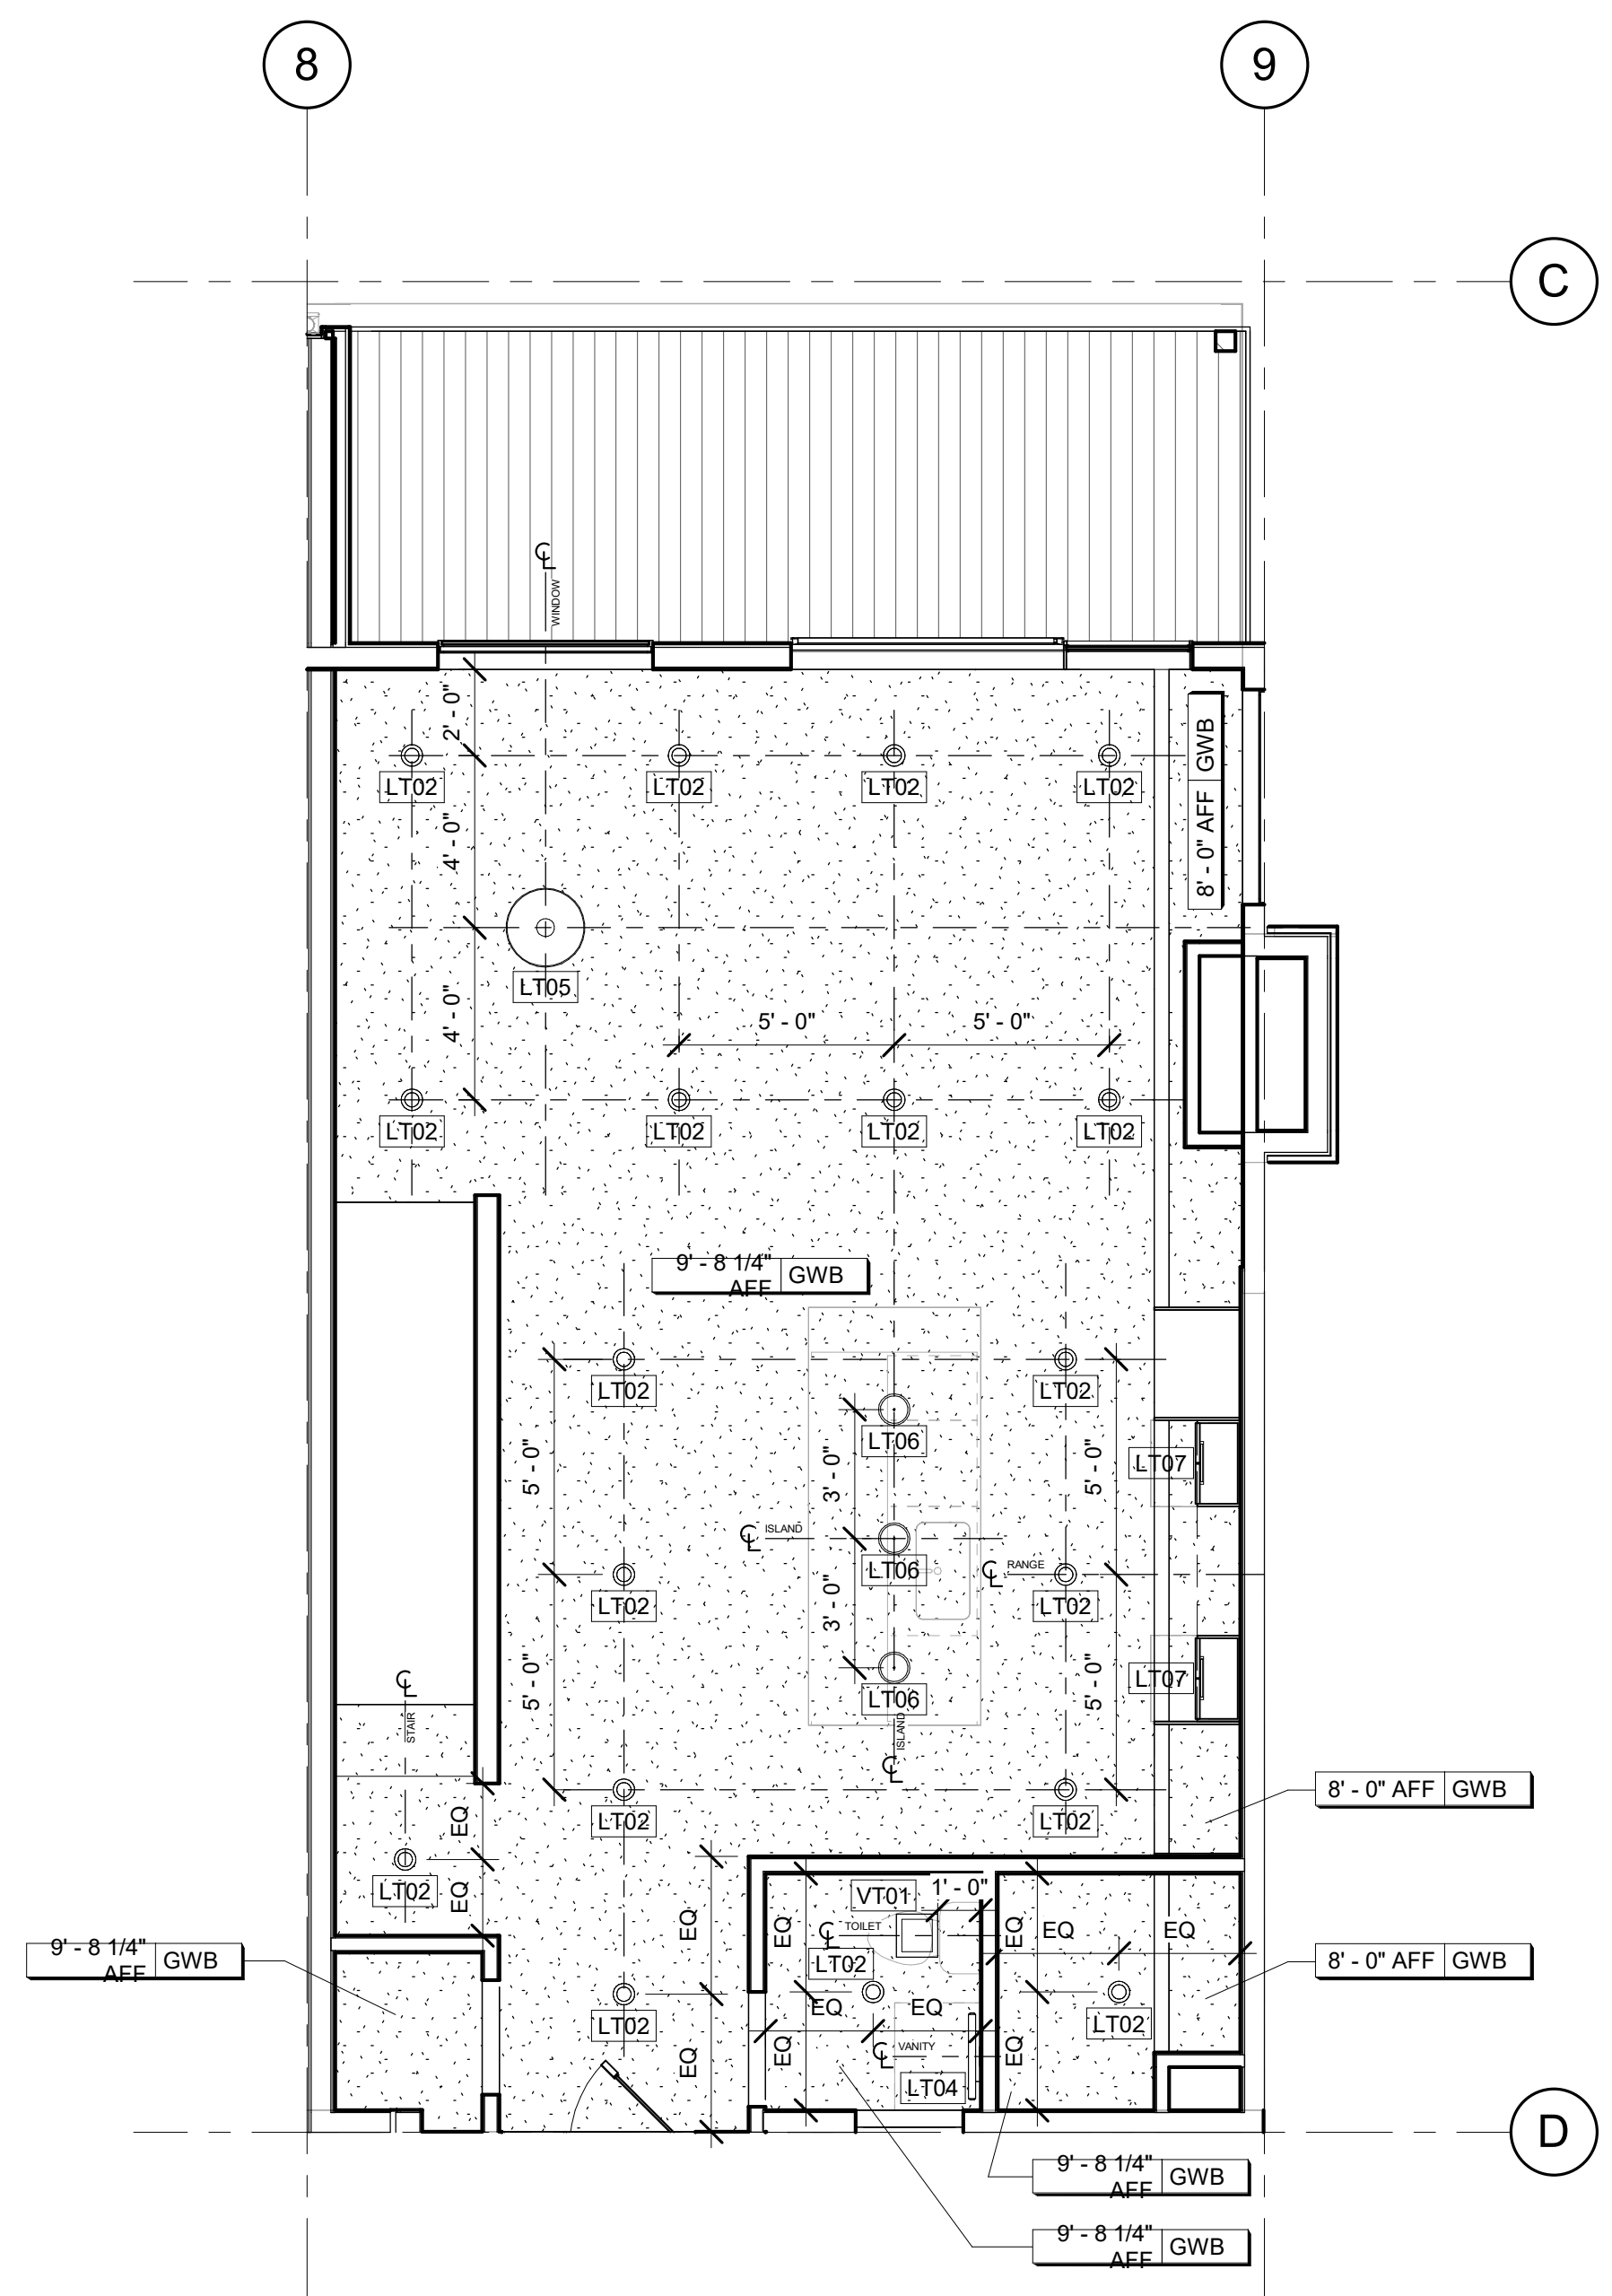 8
9
C
℄
WINDOW
2' - 0"
8' - 0" AFF GWB
LT02
LT02
LT02
LT02
4' - 0"
LT05
4' - 0"
5' - 0"
5' - 0"
LT02
LT02
LT02
LT02
9' - 8 1/4"
AFF
GWB
LT02
LT02
LT06
5' - 0"
3' - 0"
5' - 0"
LT07
℄ ISLAND
LT06
℄ RANGE
LT02
LT02
3' - 0"
5' - 0"
5' - 0"
LT07
℄
STAIR
LT06
ISLAND
℄
8' - 0" AFF GWB
LT02
LT02
EQ
LT02
EQ
VT01
1' - 0"
EQ
EQ
℄ TOILET
EQ
EQ
EQ
9' - 8 1/4"
AFF
GWB
LT02
8' - 0" AFF GWB
EQ
EQ
LT02
LT02
EQ
EQ
℄ VANITY
EQ
LT04
D
9' - 8 1/4"
AFF
GWB
9' - 8 1/4"
AFF
GWB